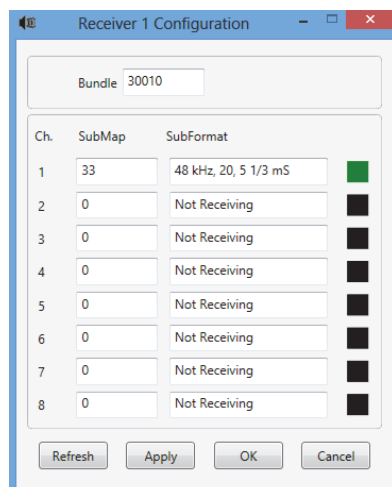 Receiver 1 Configuration
Bundle 30010
Ch. SubMap SubFormat
1 33 48 kHz, 20, 5 1/3 mS
2 0 Not Receiving
3 0 Not Receiving
4 0 Not Receiving
5 0 Not Receiving
6 0 Not Receiving
7 0 Not Receiving
8 0 Not Receiving
Refresh Apply OK Cancel